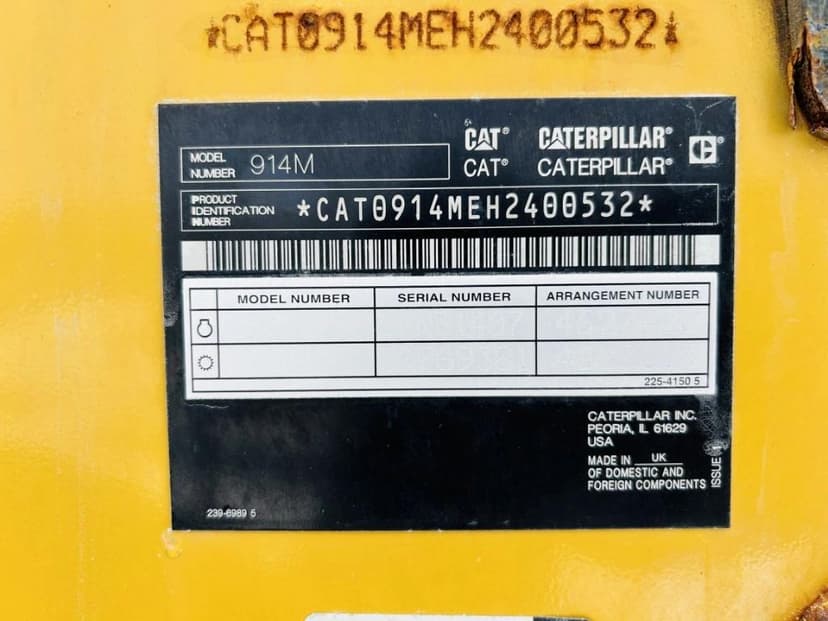 *CAT0914MEH2400532*
CAT® CATERPILLAR®
MODEL NUMBER 914M
CAT® CATERPILLAR®
PRODUCT IDENTIFICATION NUMBER *CAT0914MEH2400532*
MODEL NUMBER SERIAL NUMBER ARRANGEMENT NUMBER
225-4150 5
CATERPILLAR INC.
PEORIA, IL 61629
USA
MADE IN UK
OF DOMESTIC AND
FOREIGN COMPONENTS
ISSUE 1
239-6989 5